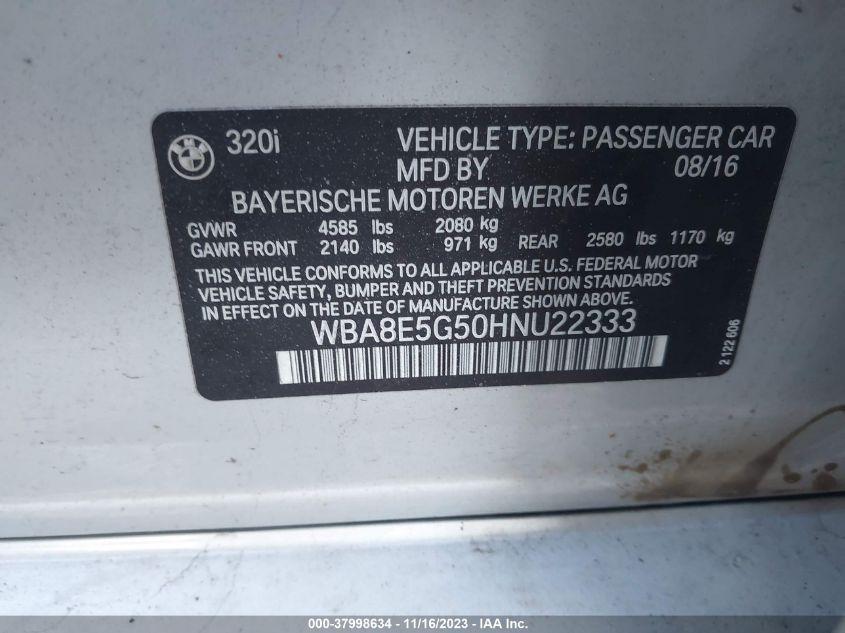 BMW 320i VEHICLE TYPE: PASSENGER CAR
MFD BY 08/16
BAYERISCHE MOTOREN WERKE AG
GVWR 4585 lbs 2080 kg
GAWR FRONT 2140 lbs 971 kg REAR 2580 lbs 1170 kg
THIS VEHICLE CONFORMS TO ALL APPLICABLE U.S. FEDERAL MOTOR
VEHICLE SAFETY, BUMPER AND THEFT PREVENTION STANDARDS
IN EFFECT ON THE DATE OF MANUFACTURE SHOWN ABOVE.
WBA8E5G50HNU22333
2 122 606
000-37998634 - 11/16/2023 - IAA Inc.